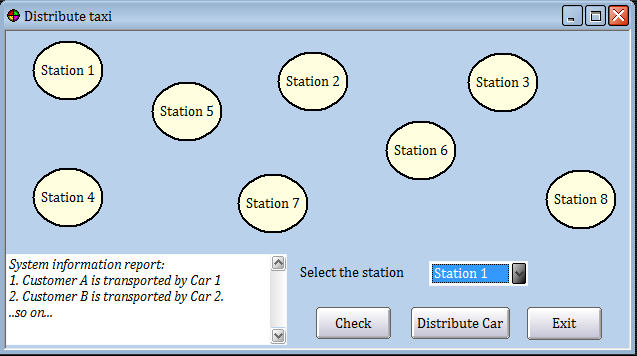 Distribute taxi
Station 1
Station 2
Station 3
Station 5
Station 6
Station 4
Station 7
Station 8
System information report:
1. Customer A is transported by Car 1
2. Customer B is transported by Car 2.
..so on...
Select the station
Station 1
Check
Distribute Car
Exit